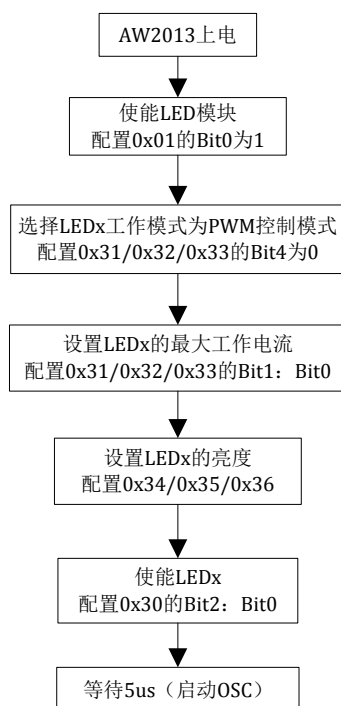 AW2013上电
使能LED模块
配置0x01的Bit0为1
选择LEDx工作模式为PWM控制模式
配置0x31/0x32/0x33的Bit4为0
设置LEDx的最大工作电流
配置0x31/0x32/0x33的Bit1：Bit0
设置LEDx的亮度
配置0x34/0x35/0x36
使能LEDx
配置0x30的Bit2：Bit0
等待5us（启动OSC）